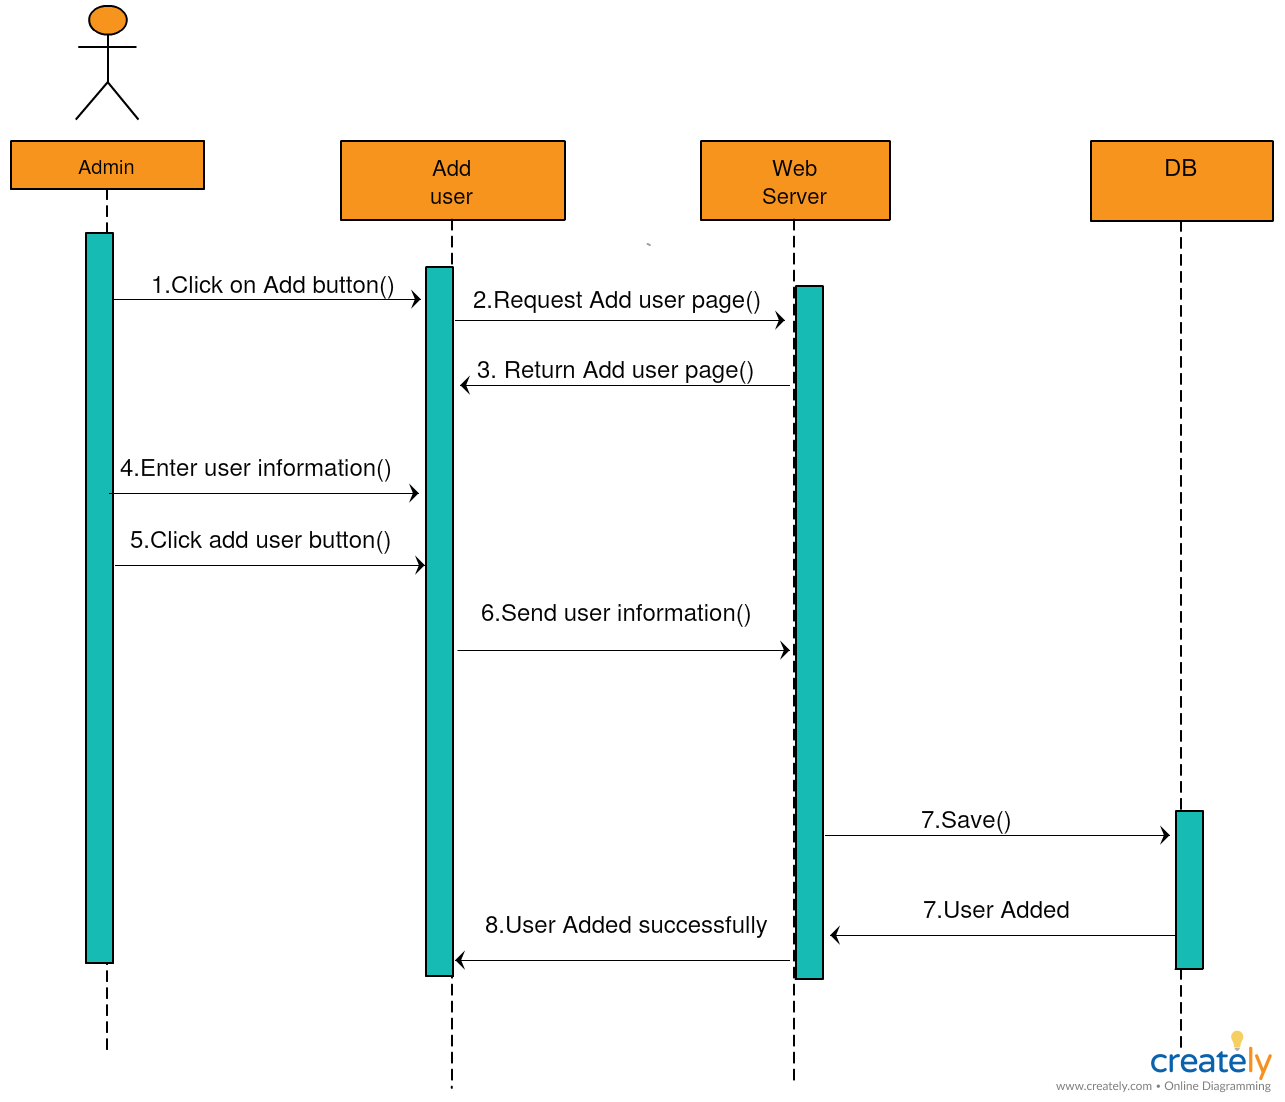 Admin
Add
user
Web
Server
DB
1.Click on Add button()
2.Request Add user page()
3. Return Add user page()
4.Enter user information()
5.Click add user button()
6.Send user information()
7.Save()
7.User Added
8.User Added successfully
creately
www.creately.com • Online Diagramming